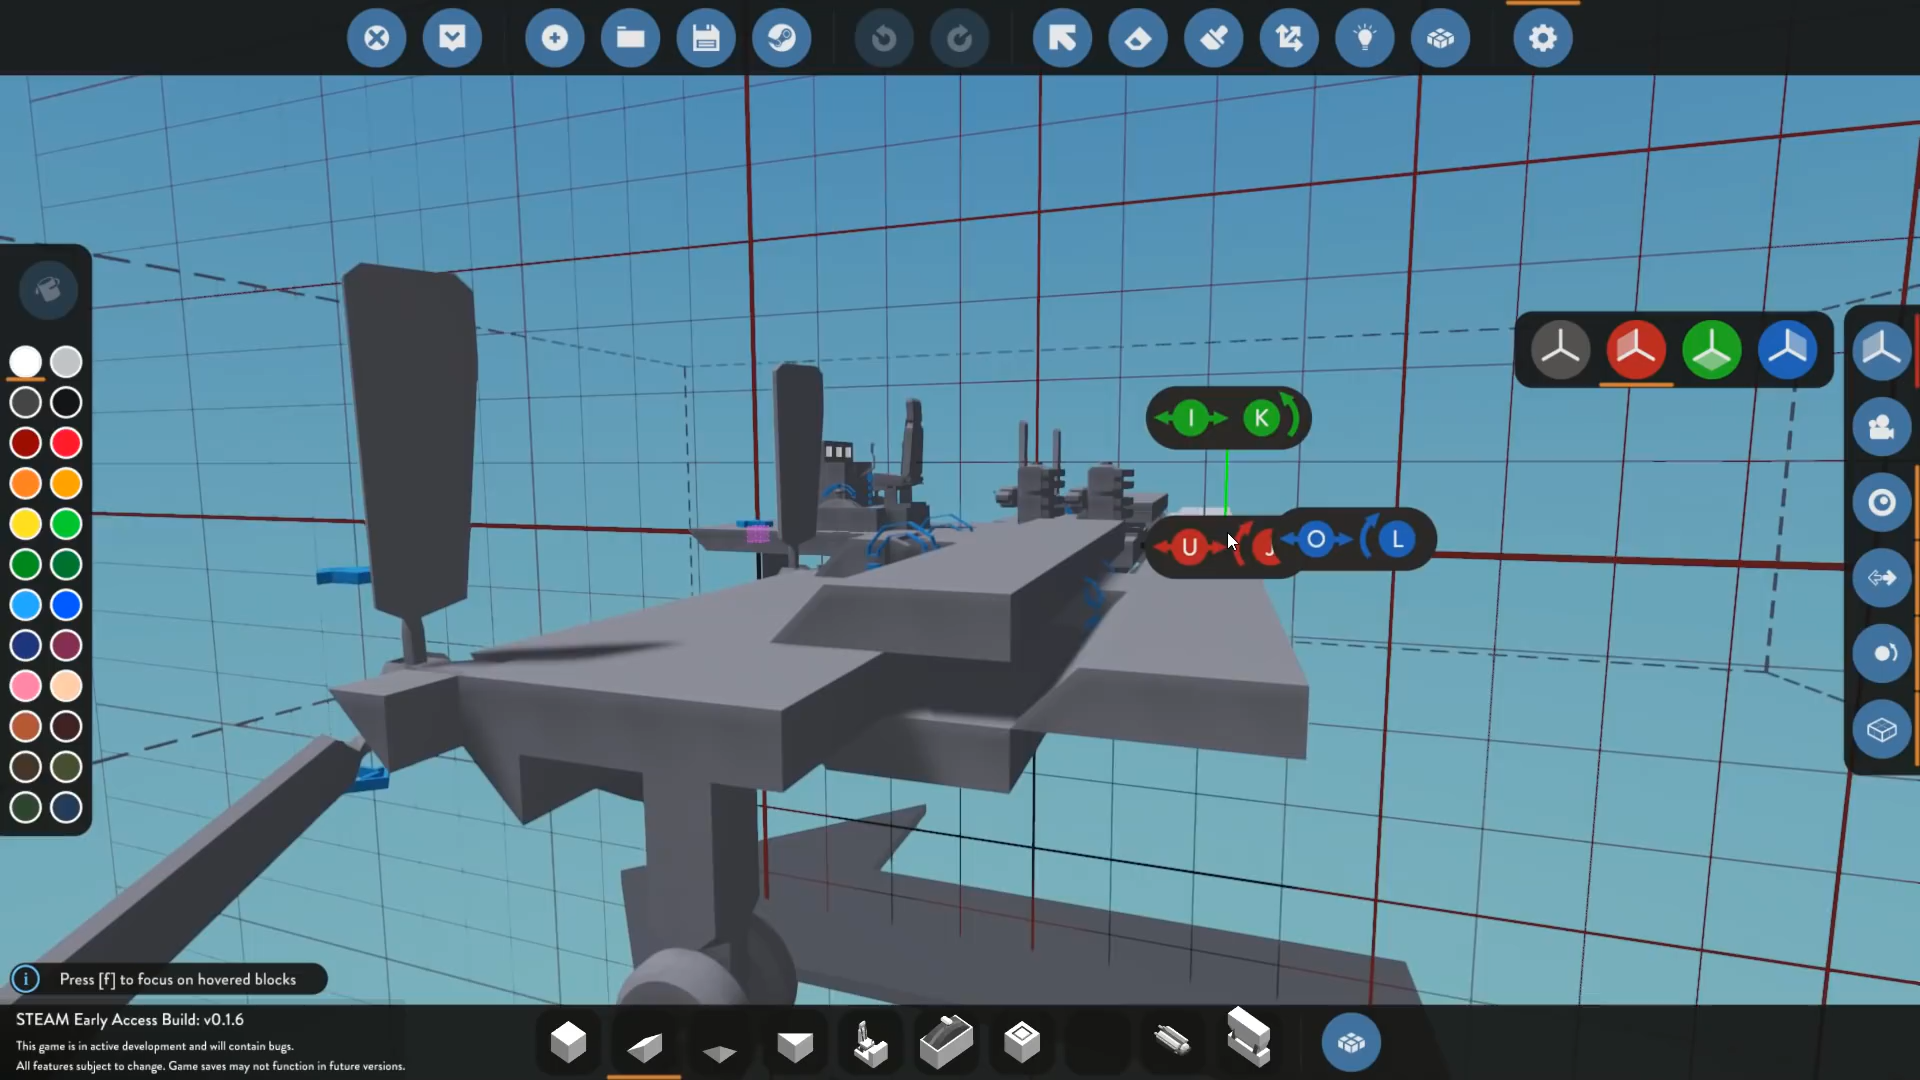 I K
U J O L
Press [f] to focus on hovered blocks
STEAM Early Access Build: v0.1.6
This game is in active development and will contain bugs.
All features subject to change. Game saves may not function in future versions.